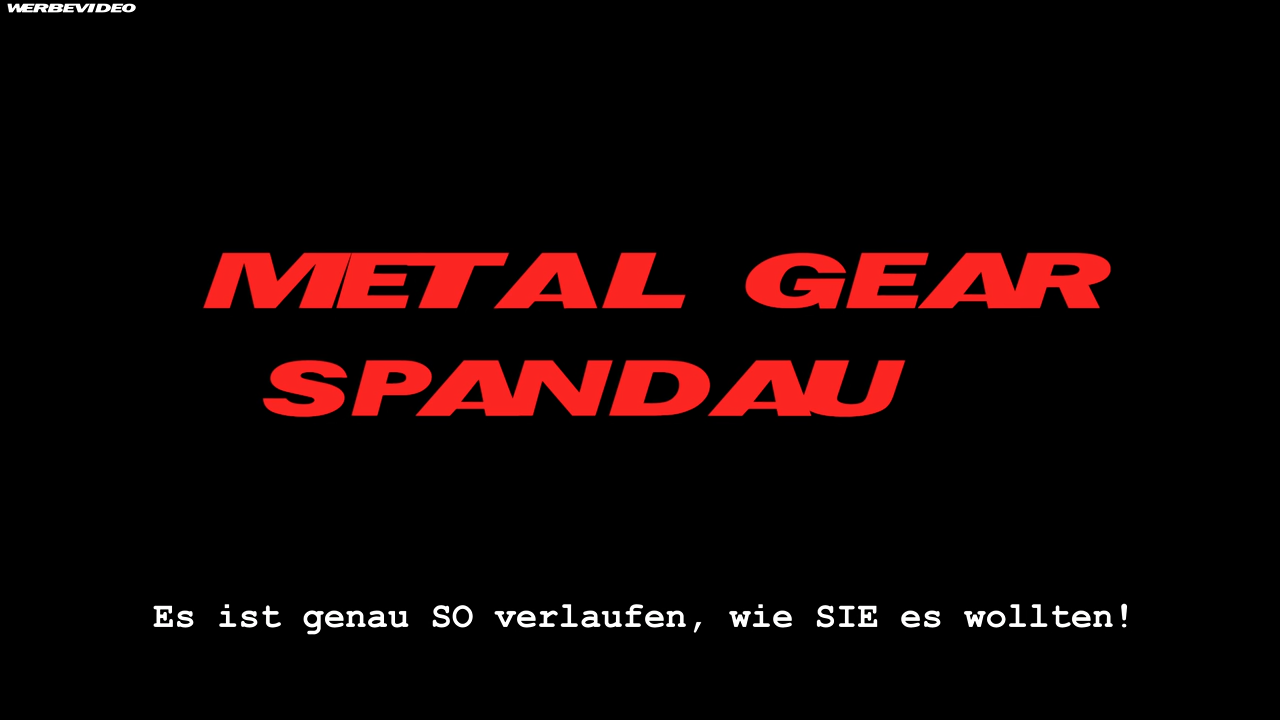 WERBEVIDEO
METAL GEAR
SPANDAU
Es ist genau SO verlaufen, wie SIE es wollten!